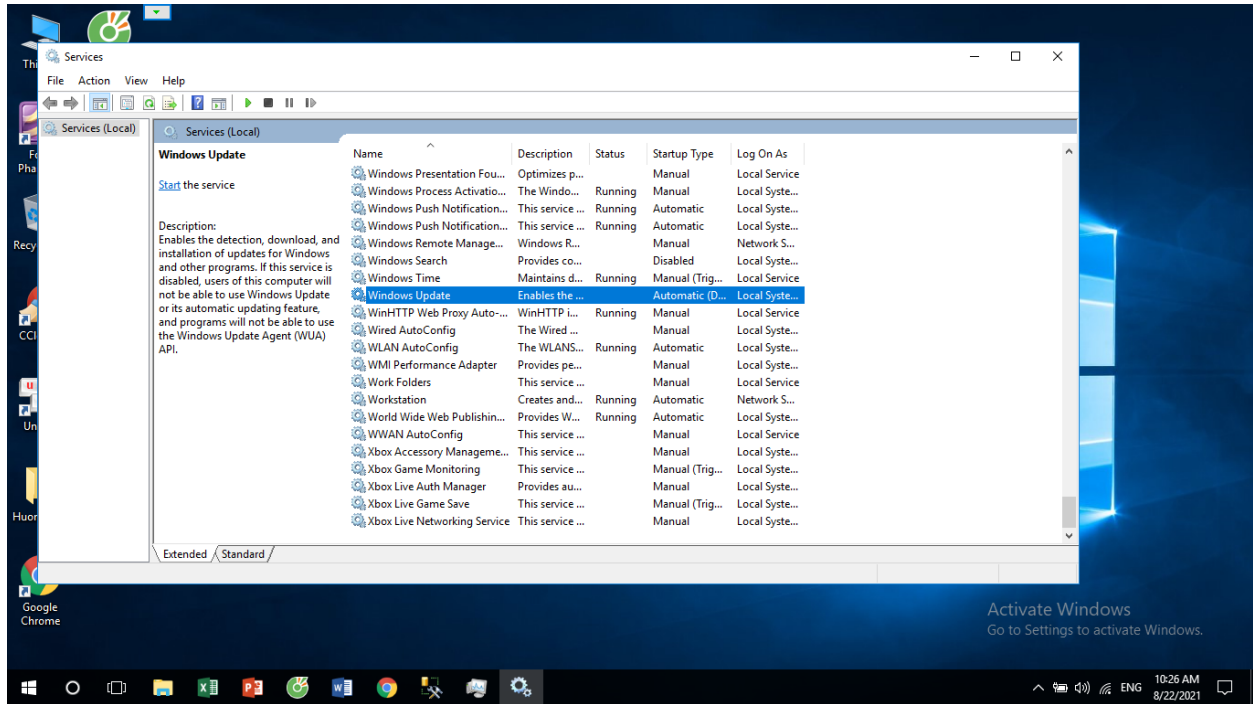 Services
File Action View Help
Services (Local)
Services (Local)
Windows Update
Start the service
Description:
Enables the detection, download, and
installation of updates for Windows
and other programs. If this service is
disabled, users of this computer will
not be able to use Windows Update
or its automatic updating feature,
and programs will not be able to use
the Windows Update Agent (WUA)
API.
Name Description Status Startup Type Log On As
Windows Presentation Fou... Optimizes p... Manual Local Service
Windows Process Activatio... The Windo... Running Manual Local Syste...
Windows Push Notification... This service ... Running Automatic Local Syste...
Windows Push Notification... This service ... Running Automatic Local Syste...
Windows Remote Manage... Windows R... Manual Network S...
Windows Search Provides co... Disabled Local Syste...
Windows Time Maintains d... Running Manual (Trig... Local Service
Windows Update Enables the ... Automatic (D... Local Syste...
WinHTTP Web Proxy Auto-... WinHTTP i... Running Manual Local Service
Wired AutoConfig The Wired ... Manual Local Syste...
WLAN AutoConfig The WLANS... Running Automatic Local Syste...
WMI Performance Adapter Provides pe... Manual Local Syste...
Work Folders This service ... Manual Local Service
Workstation Creates and... Running Automatic Network S...
World Wide Web Publishin... Provides W... Running Automatic Local Syste...
WWAN AutoConfig This service ... Manual Local Service
Xbox Accessory Manageme... This service ... Manual Local Syste...
Xbox Game Monitoring This service ... Manual (Trig... Local Syste...
Xbox Live Auth Manager Provides au... Manual Local Syste...
Xbox Live Game Save This service ... Manual (Trig... Local Syste...
Xbox Live Networking Service This service ... Manual Local Syste...
Extended Standard
Thi
Fo
Pha
Recy
CCl
Un
Huor
Google
Chrome
Activate Windows
Go to Settings to activate Windows.
ENG
10:26 AM
8/22/2021